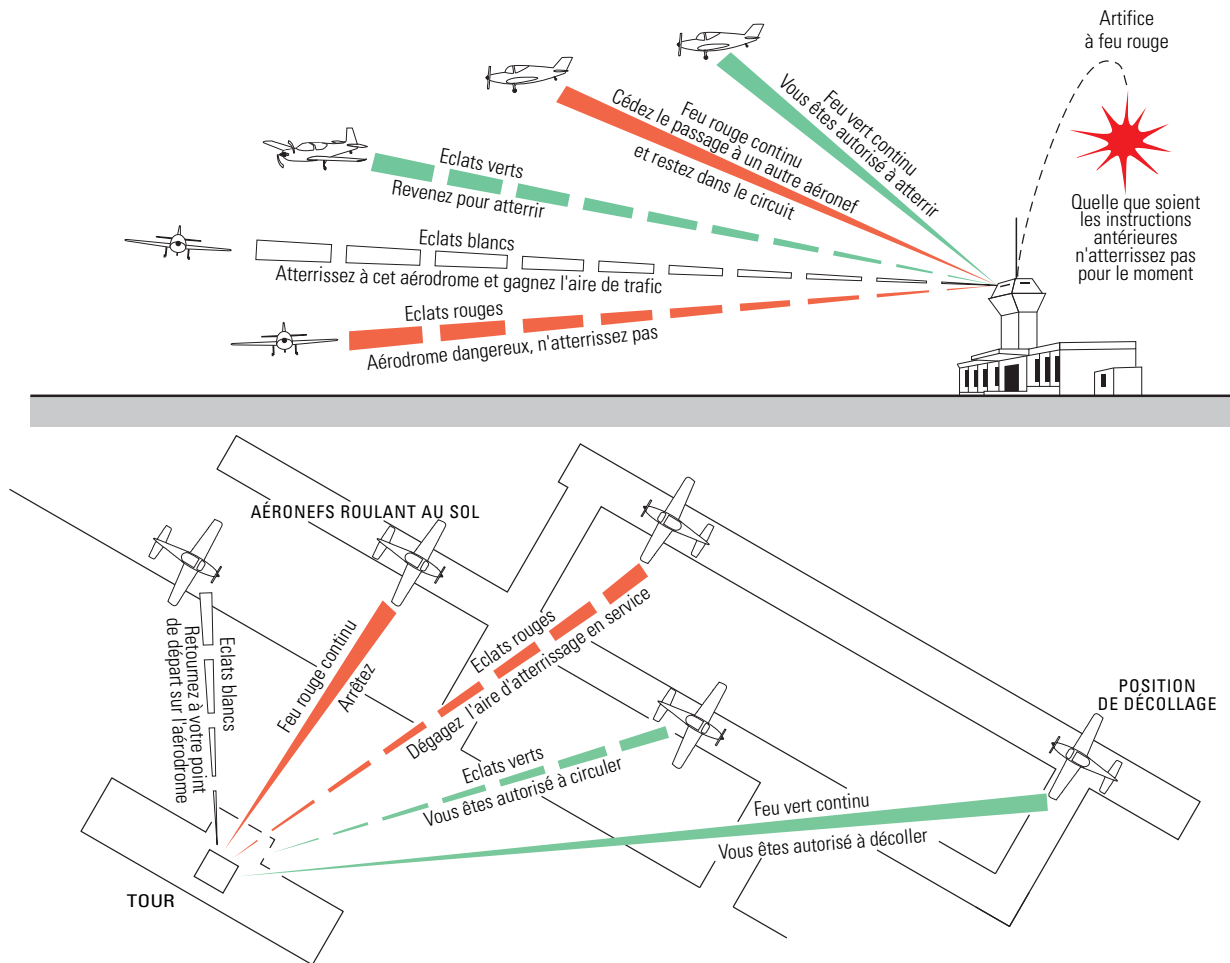 Artifice
à feu rouge
Feu vert continu
Vous êtes autorisé à atterrir
Feu rouge continu
Cédez le passage à un autre aéronef
et restez dans le circuit
Eclats verts
Revenez pour atterrir
Quelle que soient
les instructions
antérieures
n'atterrissez pas
pour le moment
Eclats blancs
Atterrissez à cet aérodrome et gagnez l'aire de trafic
Eclats rouges
Aérodrome dangereux, n'atterrissez pas
AÉRONEFS ROULANT AU SOL
Eclats blancs
Retournez à votre point
de départ sur l'aérodrome
Feu rouge continu
Arrêtez
Eclats rouges
Dégagez l'aire d'atterrissage en service
Eclats verts
Vous êtes autorisé à circuler
POSITION
DE DÉCOLLAGE
Feu vert continu
Vous êtes autorisé à décoller
TOUR